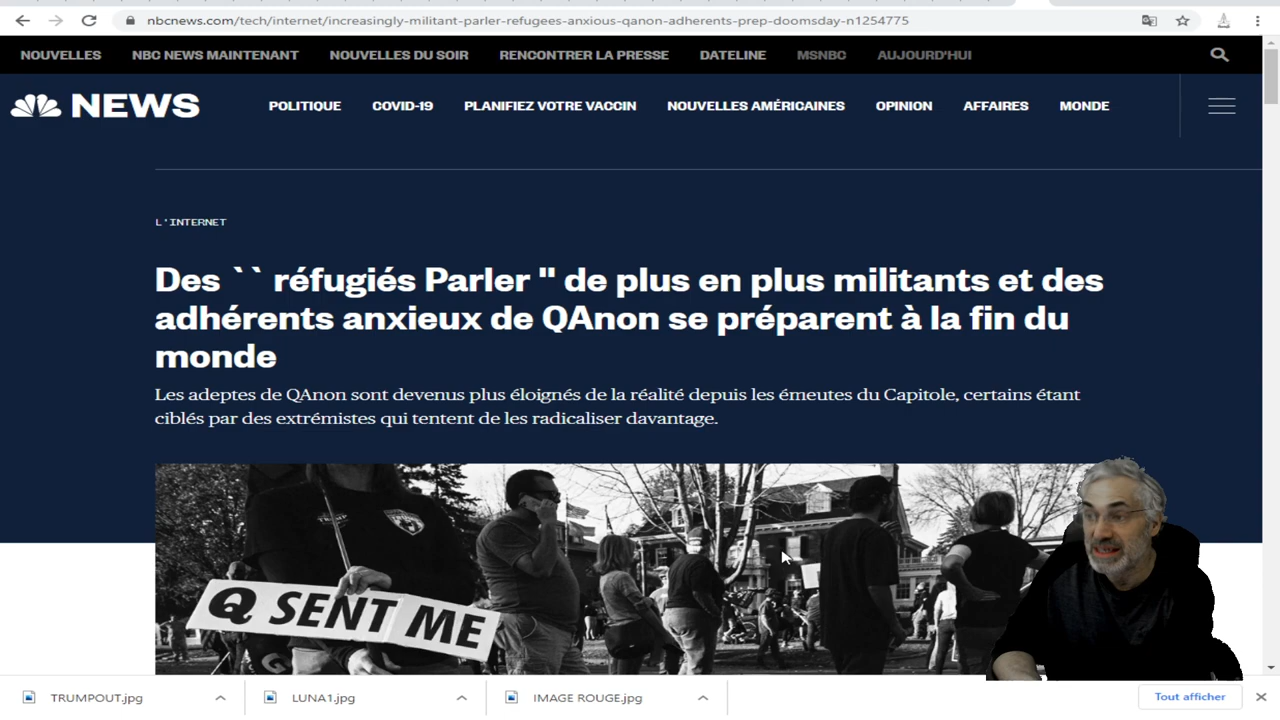 nbcnews.com/tech/internet/increasingly-militant-parler-refugees-anxious-qanon-adherents-prep-doomsday-n1254775
NOUVELLES NBC NEWS MAINTENANT NOUVELLES DU SOIR RENCONTRER LA PRESSE DATELINE MSNBC AUJOURD'HUI
NEWS POLITIQUE COVID-19 PLANIFIEZ VOTRE VACCIN NOUVELLES AMÉRICAINES OPINION AFFAIRES MONDE
L'INTERNET
Des `` réfugiés Parler " de plus en plus militants et des
adhérents anxieux de QAnon se préparent à la fin du
monde
Les adeptes de QAnon sont devenus plus éloignés de la réalité depuis les émeutes du Capitole, certains étant
ciblés par des extrémistes qui tentent de les radicaliser davantage.
Q SENT ME
TRUMPOUT.jpg LUNA1.jpg IMAGE ROUGE.jpg Tout afficher